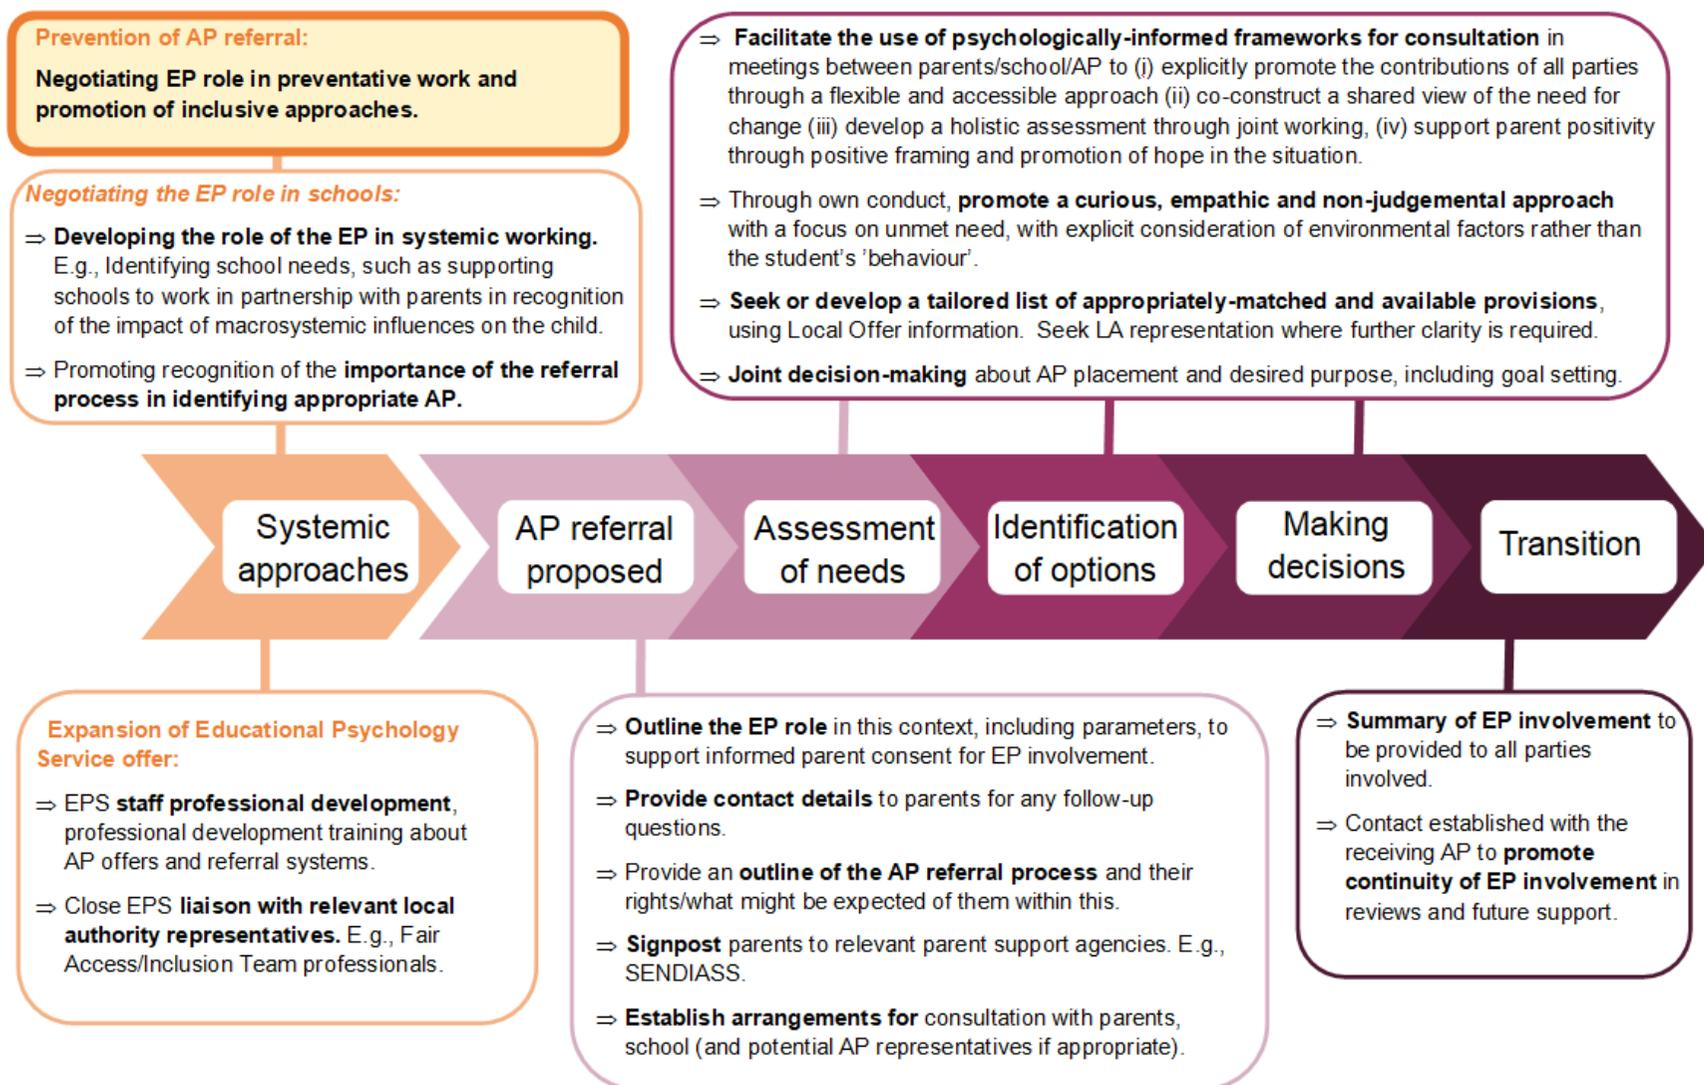 Prevention of AP referral:
Negotiating EP role in preventative work and
promotion of inclusive approaches.
Negotiating the EP role in schools:
⇒ Developing the role of the EP in systemic working.
E.g., Identifying school needs, such as supporting
schools to work in partnership with parents in recognition
of the impact of macrosystemic influences on the child.
⇒ Promoting recognition of the importance of the referral
process in identifying appropriate AP.
⇒ Facilitate the use of psychologically-informed frameworks for consultation in
meetings between parents/school/AP to (i) explicitly promote the contributions of all parties
through a flexible and accessible approach (ii) co-construct a shared view of the need for
change (iii) develop a holistic assessment through joint working, (iv) support parent positivity
through positive framing and promotion of hope in the situation.
⇒ Through own conduct, promote a curious, empathic and non-judgemental approach
with a focus on unmet need, with explicit consideration of environmental factors rather than
the student's 'behaviour'.
⇒ Seek or develop a tailored list of appropriately-matched and available provisions,
using Local Offer information. Seek LA representation where further clarity is required.
⇒ Joint decision-making about AP placement and desired purpose, including goal setting.
Systemic
approaches
AP referral
proposed
Assessment
of needs
Identification
of options
Making
decisions
Transition
Expansion of Educational Psychology
Service offer:
⇒ EPS staff professional development,
professional development training about
AP offers and referral systems.
⇒ Close EPS liaison with relevant local
authority representatives. E.g., Fair
Access/Inclusion Team professionals.
⇒ Outline the EP role in this context, including parameters, to
support informed parent consent for EP involvement.
⇒ Provide contact details to parents for any follow-up
questions.
⇒ Provide an outline of the AP referral process and their
rights/what might be expected of them within this.
⇒ Signpost parents to relevant parent support agencies. E.g.,
SENDIASS.
⇒ Establish arrangements for consultation with parents,
school (and potential AP representatives if appropriate).
⇒ Summary of EP involvement to
be provided to all parties
involved.
⇒ Contact established with the
receiving AP to promote
continuity of EP involvement in
reviews and future support.